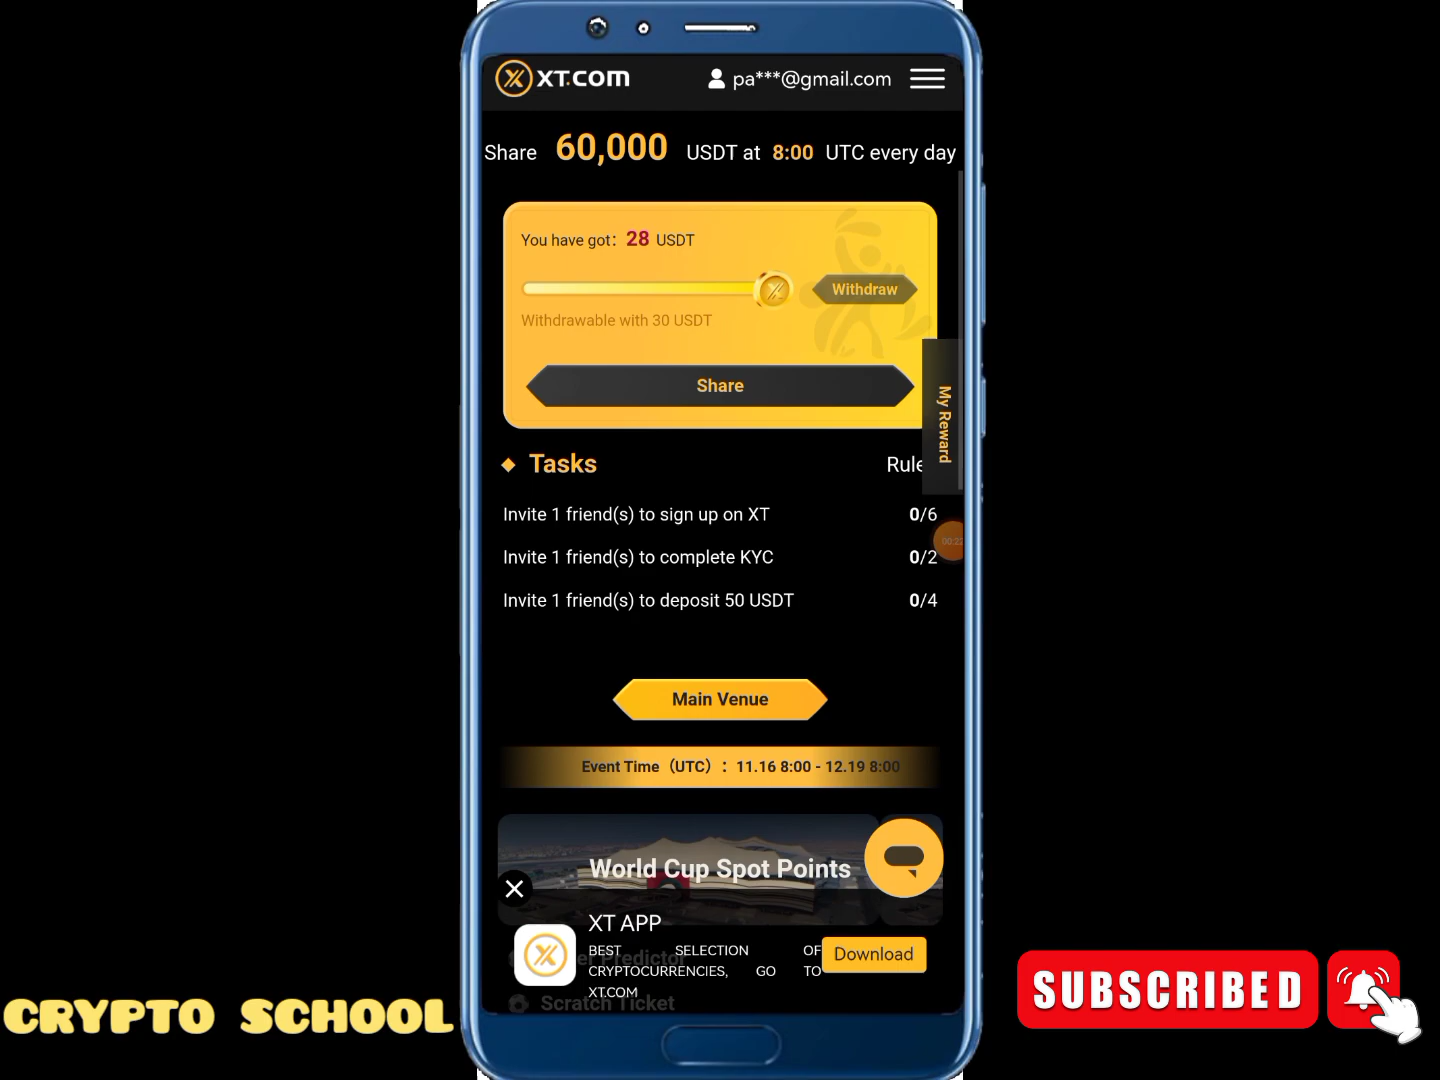 XT.COM
pa***@gmail.com
Share 60,000 USDT at 8:00 UTC every day
You have got: 28 USDT
Withdraw
Withdrawable with 30 USDT
Share
My Reward
Tasks
Rule
Invite 1 friend(s) to sign up on XT 0/6
00:22
Invite 1 friend(s) to complete KYC 0/2
Invite 1 friend(s) to deposit 50 USDT 0/4
Main Venue
Event Time（UTC）：11.16 8:00 - 12.19 8:00
World Cup Spot Points
XT APP
BEST SELECTION OF
CRYPTOCURRENCIES, GO TO
XT.COM
Download
er Predictor
Scratch Ticket
CRYPTO SCHOOL
SUBSCRIBED